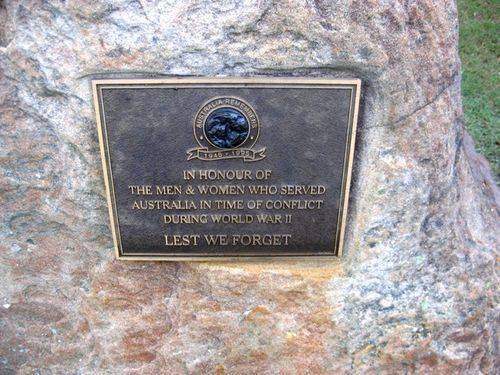 AUSTRALIA REMEMBERS
1945 - 1995
IN HONOUR OF
THE MEN & WOMEN WHO SERVED
AUSTRALIA IN TIME OF CONFLICT
DURING WORLD WAR II
LEST WE FORGET